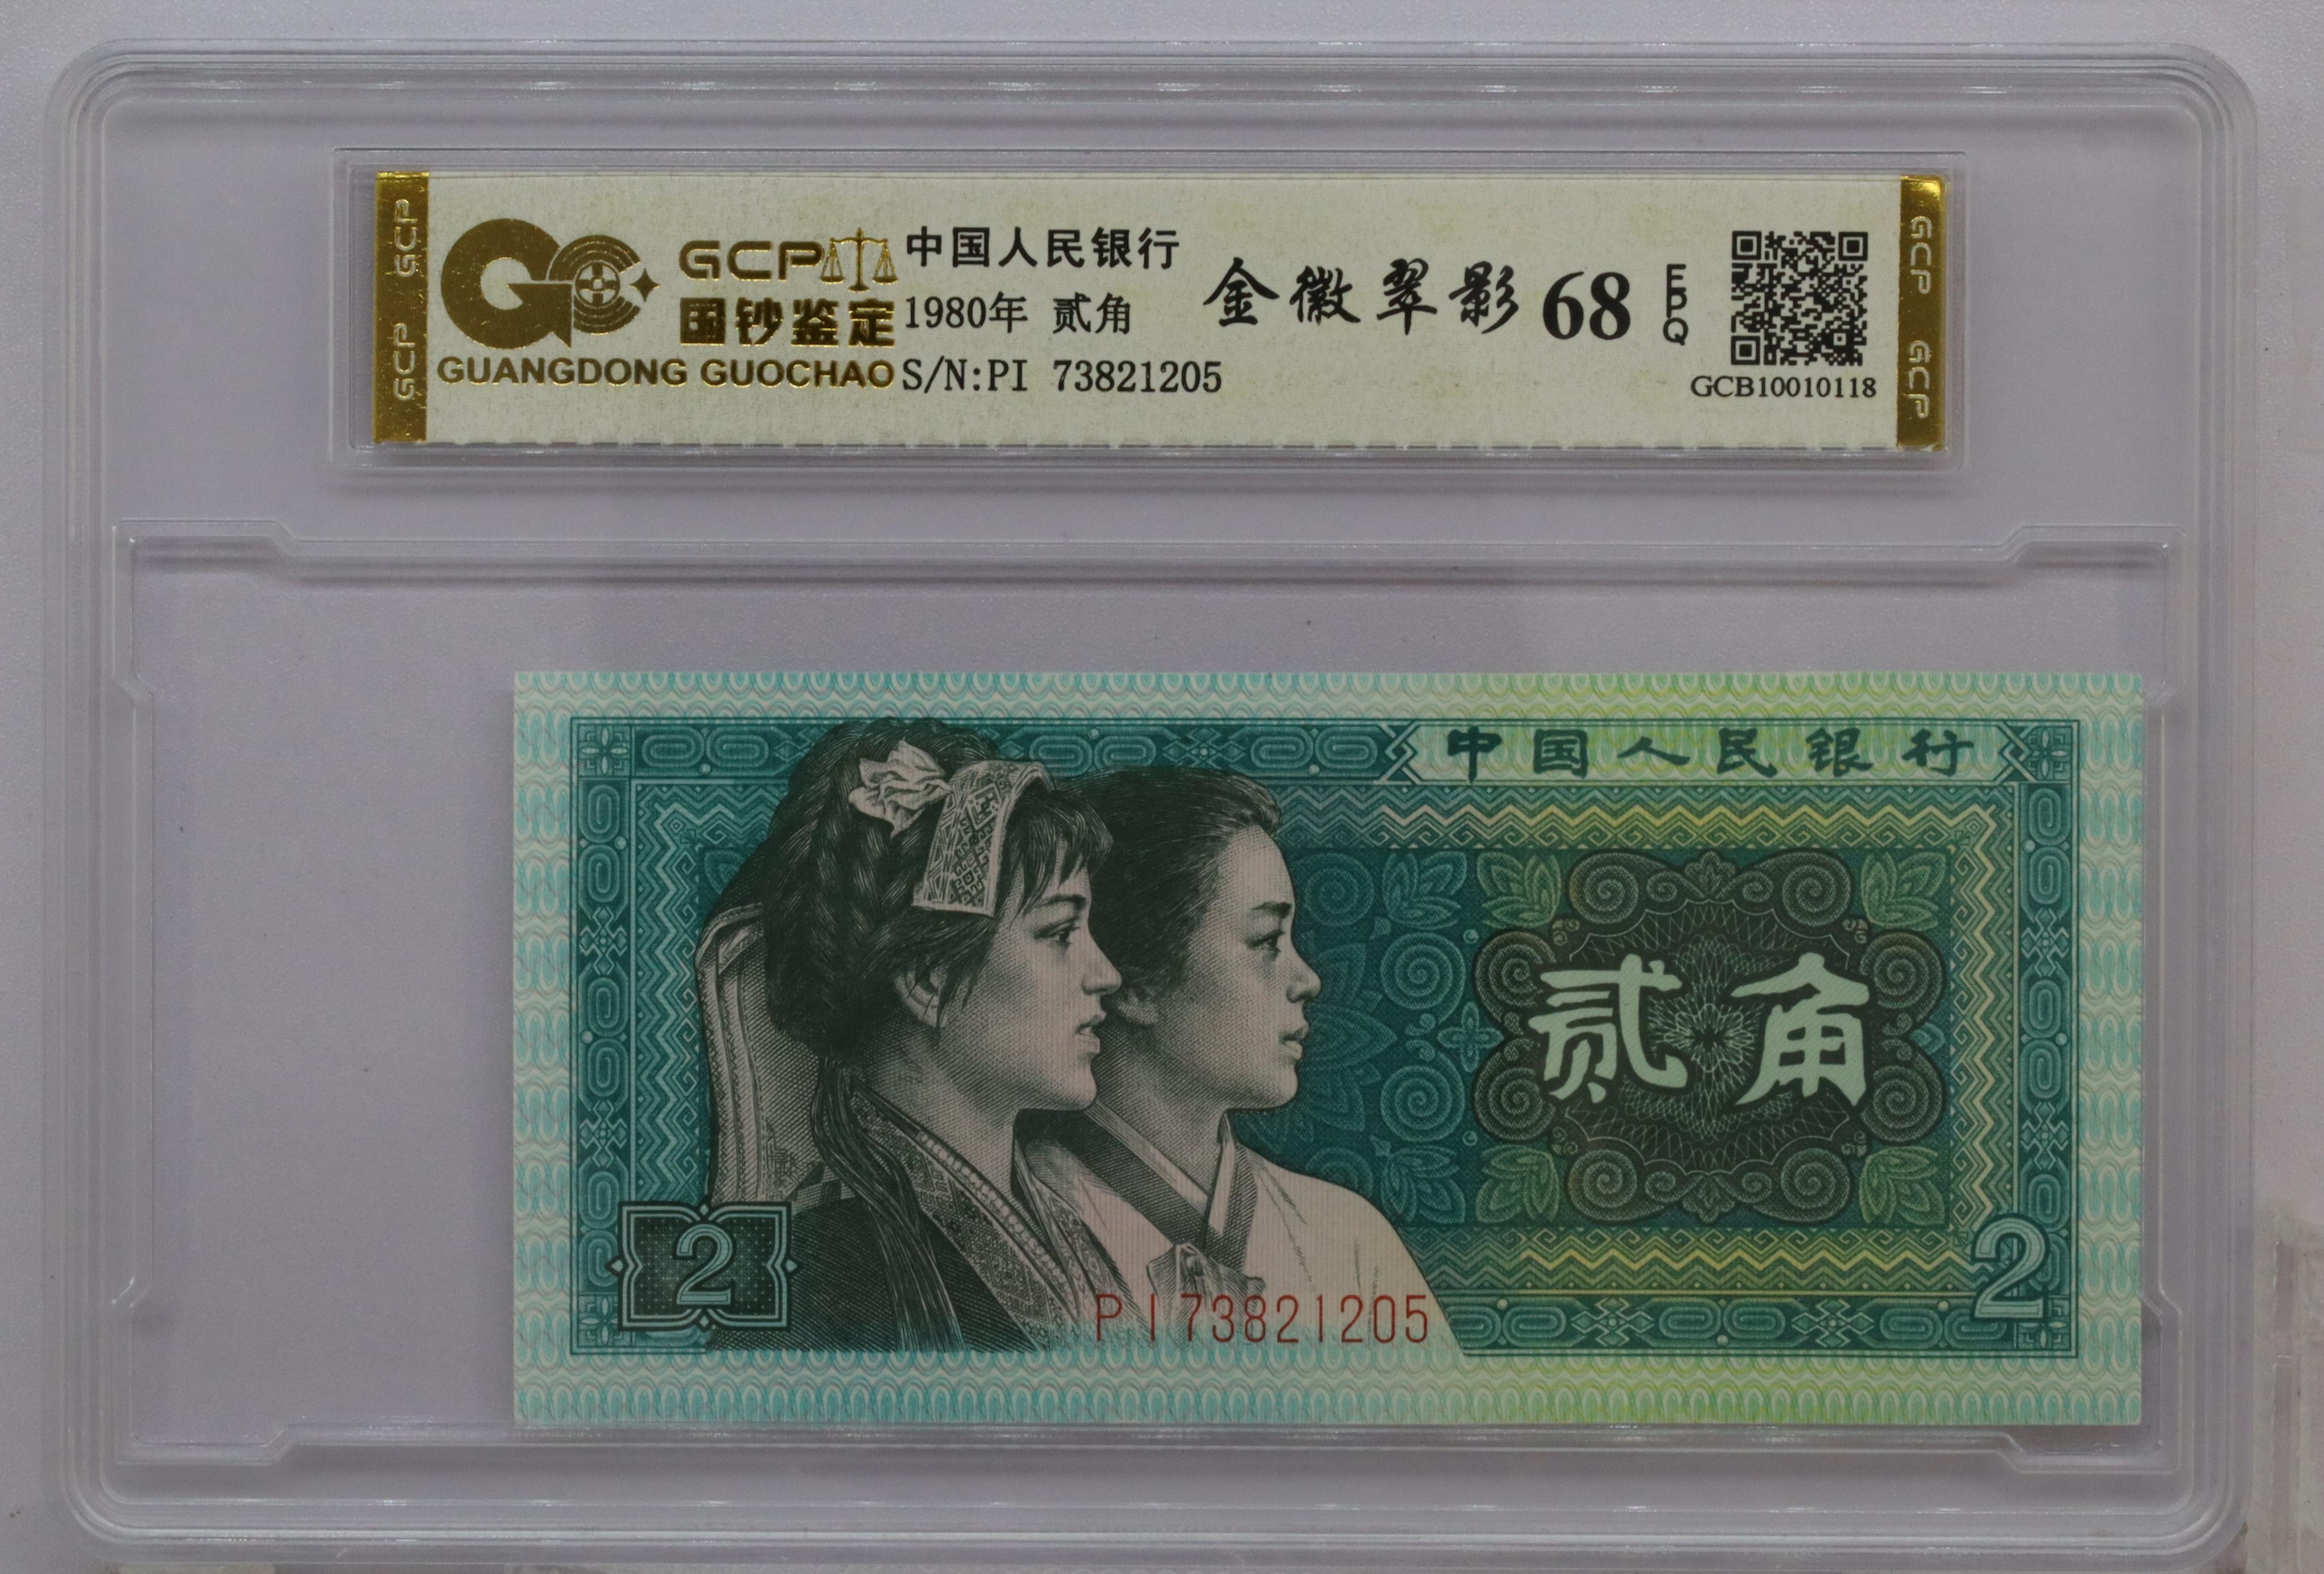 GCP GCP
GCP
国钞鉴定
GUANGDONG GUOCHAO
中国人民银行
1980年 贰角
S/N:PI 73821205
金徽翠影 68 EPQ
GCB10010118
GCP GCP
中国人民银行
贰角
2
PI73821205
2